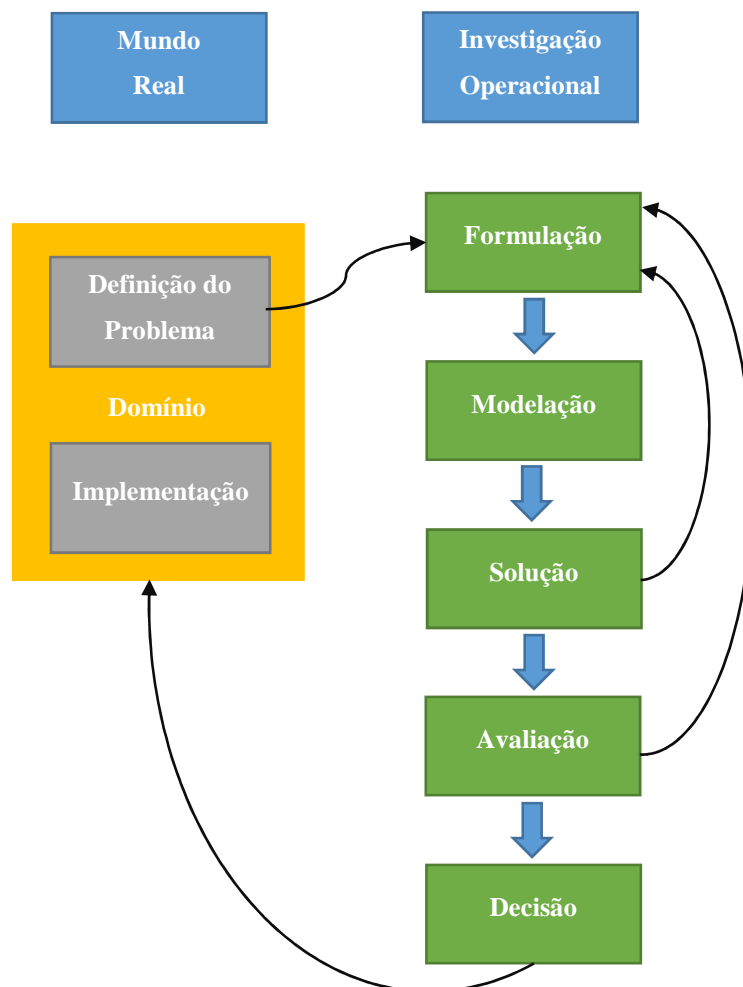 Mundo
Real
Investigação
Operacional
Definição do
Problema
Domínio
Implementação
Formulação
Modelação
Solução
Avaliação
Decisão